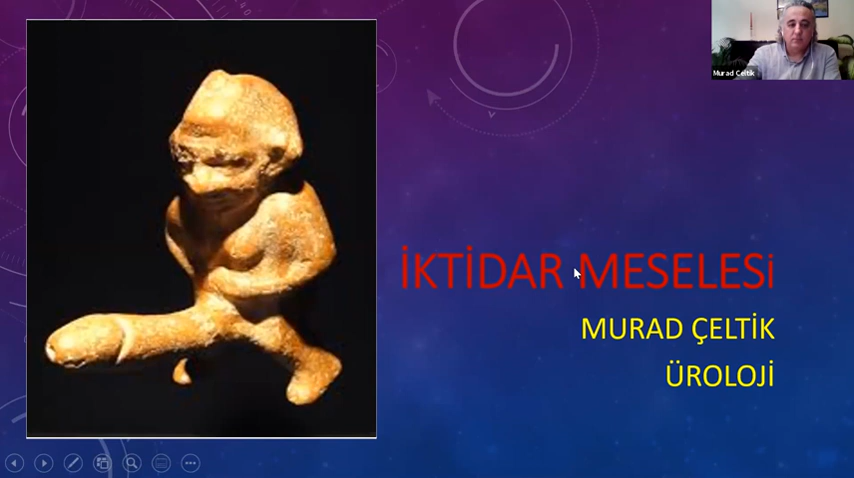 Murad Celtik
İKTİDAR MESELESi
MURAD ÇELTİK
ÜROLOJİ